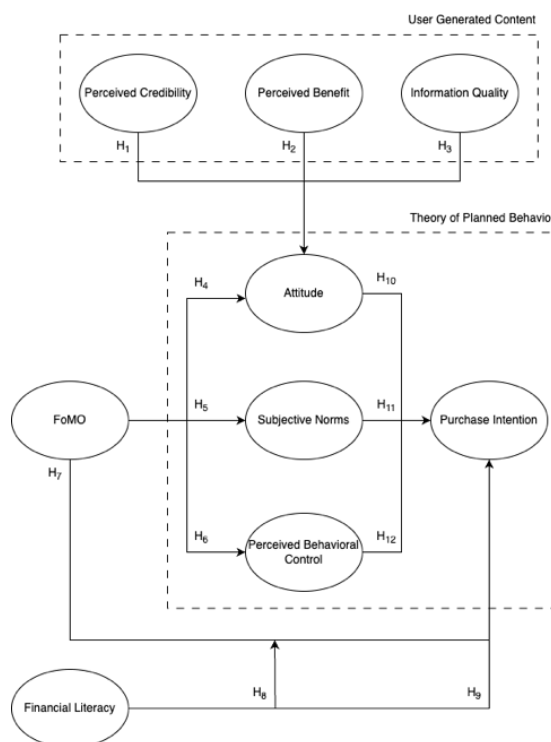 User Generated Content
Perceived Credibility
Perceived Benefit
Information Quality
H1
H2
H3
Theory of Planned Behavio
H4
Attitude
H10
FoMO
H5
Subjective Norms
H11
Purchase Intention
H7
H6
Perceived Behavioral
Control
H12
Financial Literacy
H8
H9